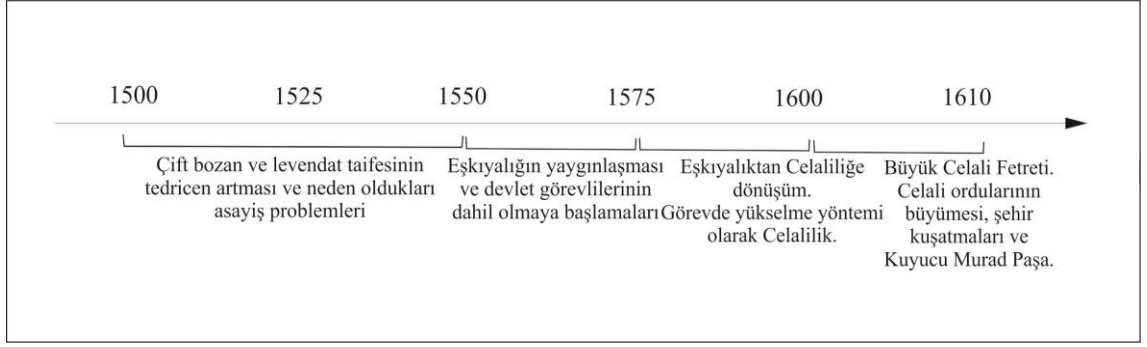 1500 1525 1550 1575 1600 1610
Çift bozan ve levendat taifesinin
tedricen artması ve neden oldukları
asayiş problemleri
Eşkıyalığın yaygınlaşması
ve devlet görevlilerinin
dahil olmaya başlamaları
Eşkıyalıktan Celaliliğe
dönüşüm.
Görevde yükselme yöntemi
olarak Celalilik.
Büyük Celali Fetreti.
Celali ordularının
büyümesi, şehir
kuşatmaları ve
Kuyucu Murad Paşa.